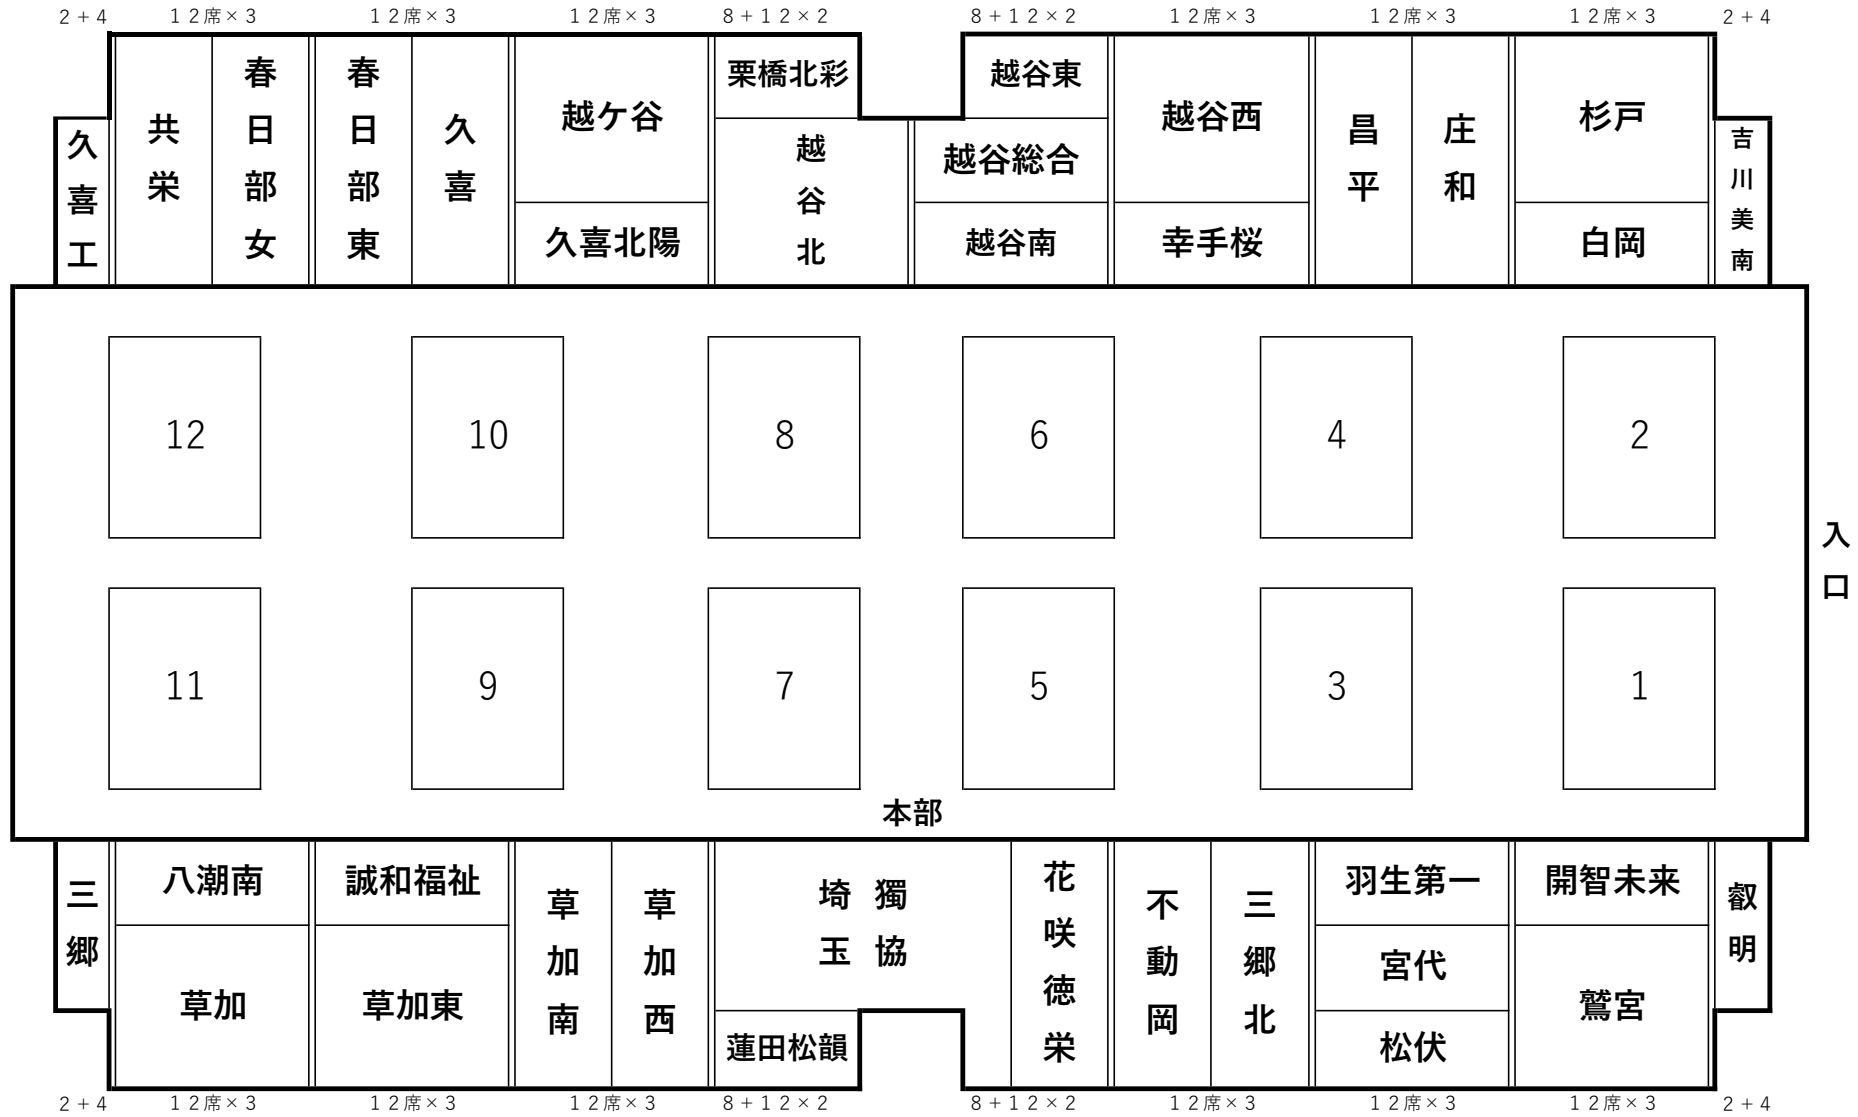 ２＋４ １２席×３ １２席×３ １２席×３ ８＋１２×２ ８＋１２×２ １２席×３ １２席×３ １２席×３ ２＋４
久喜工
共栄
春日部女
春日部東
久喜
越ケ谷
久喜北陽
栗橋北彩
越谷北
越谷東
越谷総合
越谷南
越谷西
幸手桜
昌平
庄和
杉戸
白岡
吉川美南
12 10 8 6 4 2
入口
11 9 7 5 3 1
本部
三郷
八潮南
草加
誠和福祉
草加東
草加南
草加西
獨協
埼玉
蓮田松韻
花咲徳栄
不動岡
三郷北
羽生第一
宮代
松伏
開智未来
鷲宮
叡明
２＋４ １２席×３ １２席×３ １２席×３ ８＋１２×２ ８＋１２×２ １２席×３ １２席×３ １２席×３ ２＋４